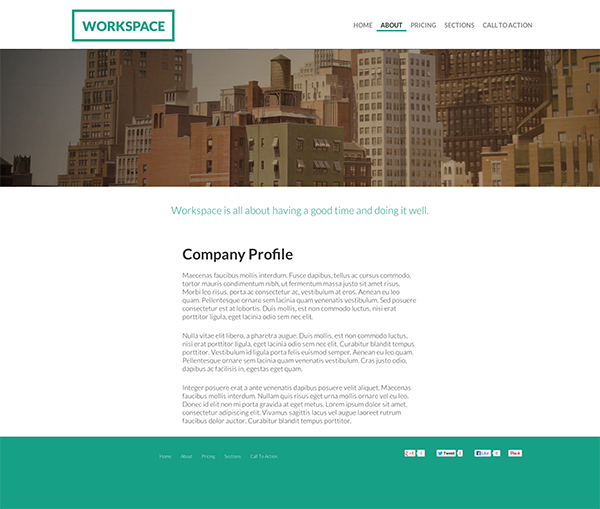 WORKSPACE
HOME ABOUT PRICING SECTIONS CALL TO ACTION
Workspace is all about having a good time and doing it well.
Company Profile
Maecenas faucibus mollis interdum. Fusce dapibus, tellus ac cursus commodo,
tortor mauris condimentum nibh, ut fermentum massa justo sit amet risus.
Morbi leo risus, porta ac consectetur ac, vestibulum at eros. Aenean eu leo
quam. Pellentesque ornare sem lacinia quam venenatis vestibulum. Sed posuere
consectetur est at lobortis. Duis mollis, est non commodo luctus, nisi erat
porttitor ligula, eget lacinia odio sem nec elit.
Nulla vitae elit libero, a pharetra augue. Duis mollis, est non commodo luctus,
nisi erat porttitor ligula, eget lacinia odio sem nec elit. Curabitur blandit tempus
porttitor. Vestibulum id ligula porta felis euismod semper. Aenean eu leo quam.
Pellentesque ornare sem lacinia quam venenatis vestibulum. Cras justo odio,
dapibus ac facilisis in, egestas eget quam.
Integer posuere erat a ante venenatis dapibus posuere velit aliquet. Maecenas
faucibus mollis interdum. Nullam quis risus eget urna mollis ornare vel eu leo.
Donec id elit non mi porta gravida at eget metus. Lorem ipsum dolor sit amet,
consectetur adipiscing elit. Vivamus sagittis lacus vel augue laoreet rutrum
faucibus dolor auctor. Curabitur blandit tempus porttitor.
Home About Pricing Sections Call To Action
Tweet Like Pin it